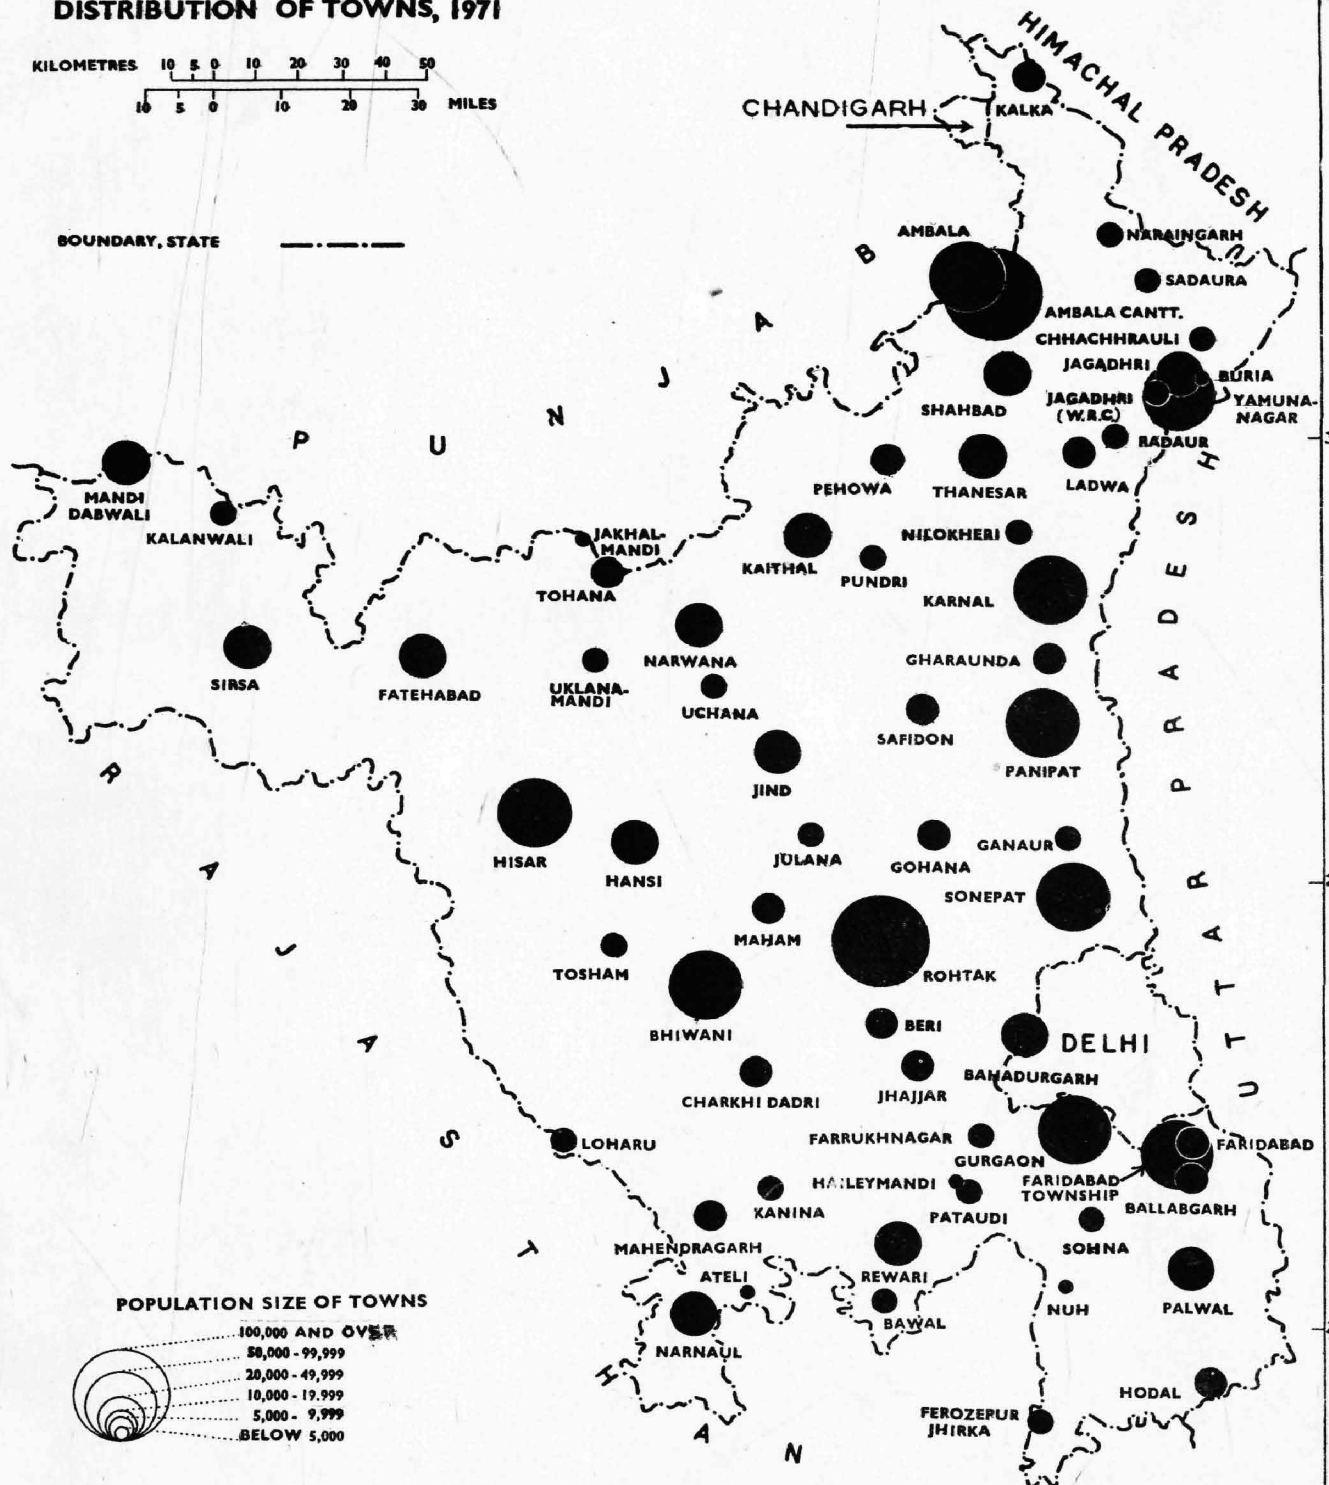 DISTRIBUTION OF TOWNS, 1971
KILOMETRES 10 5 0 10 20 30 40 50
10 5 0 10 20 30 MILES
BOUNDARY, STATE
HIMACHAL PRADESH
CHANDIGARH
KALKA
PUNJAB
AMBALA
NARAINGARH
SADAURA
AMBALA CANTT.
CHHACHHRAULI
JAGADHRI
BURIA
SHAHBAD
JAGADHRI
(W.R.C.)
YAMUNA-
NAGAR
RADAUR
PEHOWA
THANESAR
LADWA
MANDI
DABWALI
KALANWALI
JAKHAL-
MANDI
TOHANA
KAITHAL
PUNDRI
NILOKHERI
KARNAL
UTTAR PRADESH
SIRSA
FATEHABAD
UKLANA-
MANDI
NARWANA
UCHANA
GHARAUNDA
SAFIDON
PANIPAT
JIND
RAJASTHAN
HISAR
HANSI
JULANA
GOHANA
GANAUR
SONEPAT
MAHAM
TOSHAM
ROHTAK
BHIWANI
BERI
DELHI
BAHADURGARH
CHARKHI DADRI
JHAJJAR
LOHARU
FARRUKHNAGAR
GURGAON
FARIDABAD
FARIDABAD
TOWNSHIP
BALLABGARH
HAILEYMANDI
KANINA
PATAUDI
SOHNA
MAHENDRAGARH
ATELI
REWARI
BAWAL
NUH
PALWAL
NARNAUL
HODAL
FEROZEPUR
JHIRKA
POPULATION SIZE OF TOWNS
100,000 AND OVER
50,000 - 99,999
20,000 - 49,999
10,000 - 19,999
5,000 - 9,999
BELOW 5,000